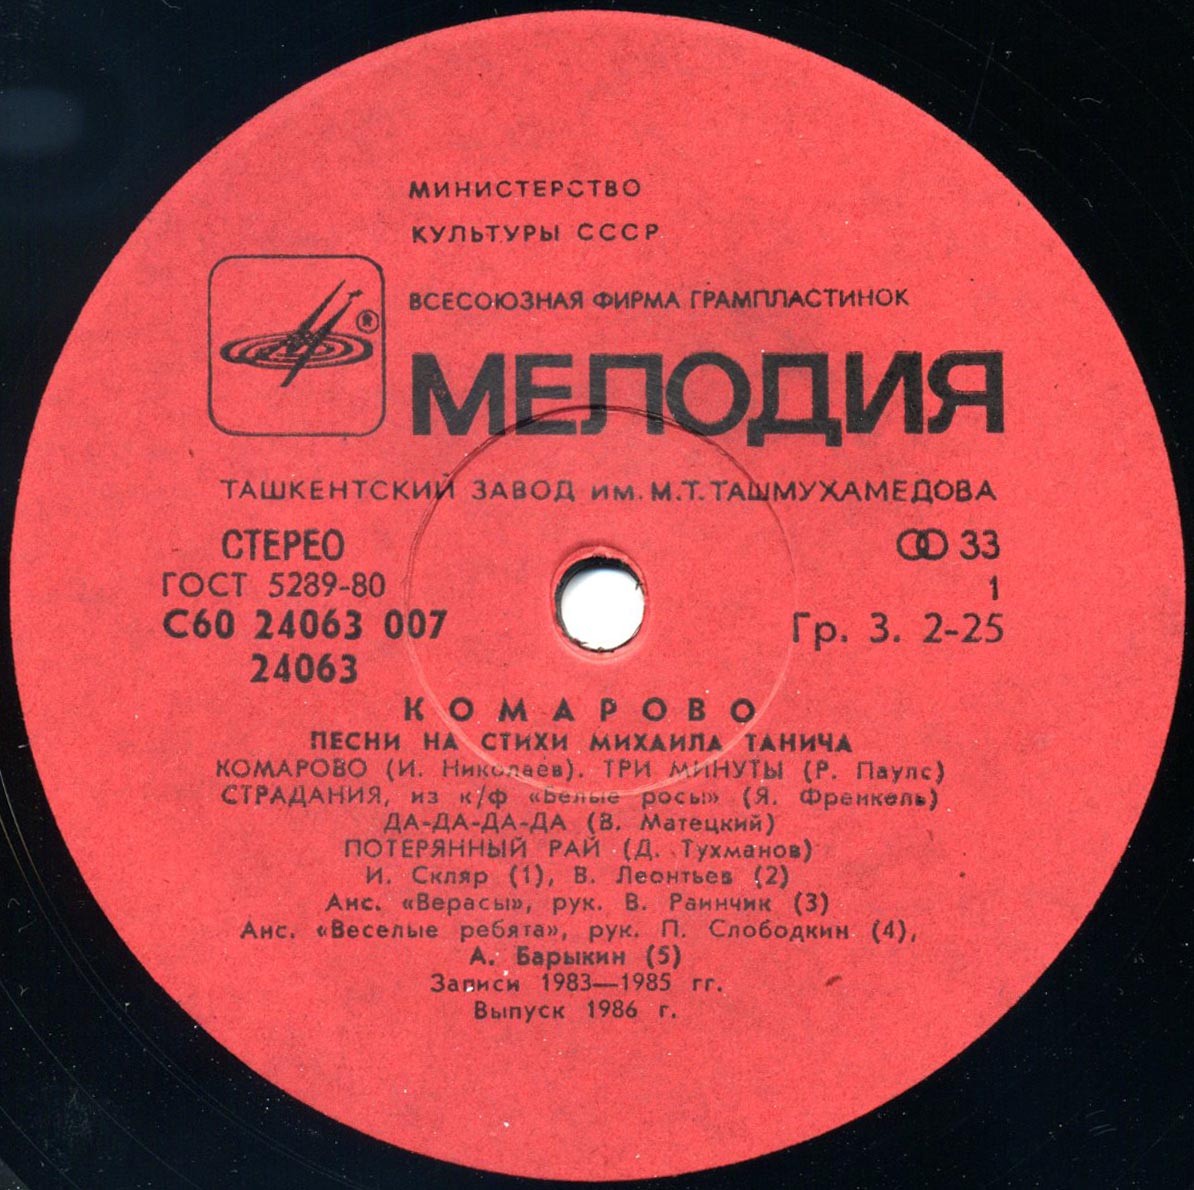 МИНИСТЕРСТВО
КУЛЬТУРЫ СССР
ВСЕСОЮЗНАЯ ФИРМА ГРАМПЛАСТИНОК
®
МЕЛОДИЯ
ТАШКЕНТСКИЙ ЗАВОД ИМ. М.Т.ТАШМУХАМЕДОВА
СТЕРЕО 33
ГОСТ 5289-80 1
С60 24063 007 Гр. 3. 2-25
24063
КОМАРОВО
ПЕСНИ НА СТИХИ МИХАИЛА ТАНИЧА
КОМАРОВО (И. Николаев). ТРИ МИНУТЫ (Р. Паулс)
СТРАДАНИЯ, из к/ф «Белые росы» (Я. Френкель)
ДА-ДА-ДА-ДА (В. Матецкий)
ПОТЕРЯННЫЙ РАЙ (Д. Тухманов)
И. Скляр (1), В. Леонтьев (2)
Анс. «Верасы», рук. В. Раинчик (3)
Анс. «Веселые ребята», рук. П. Слободкин (4),
А. Барыкин (5)
Записи 1983—1985 гг.
Выпуск 1986 г.